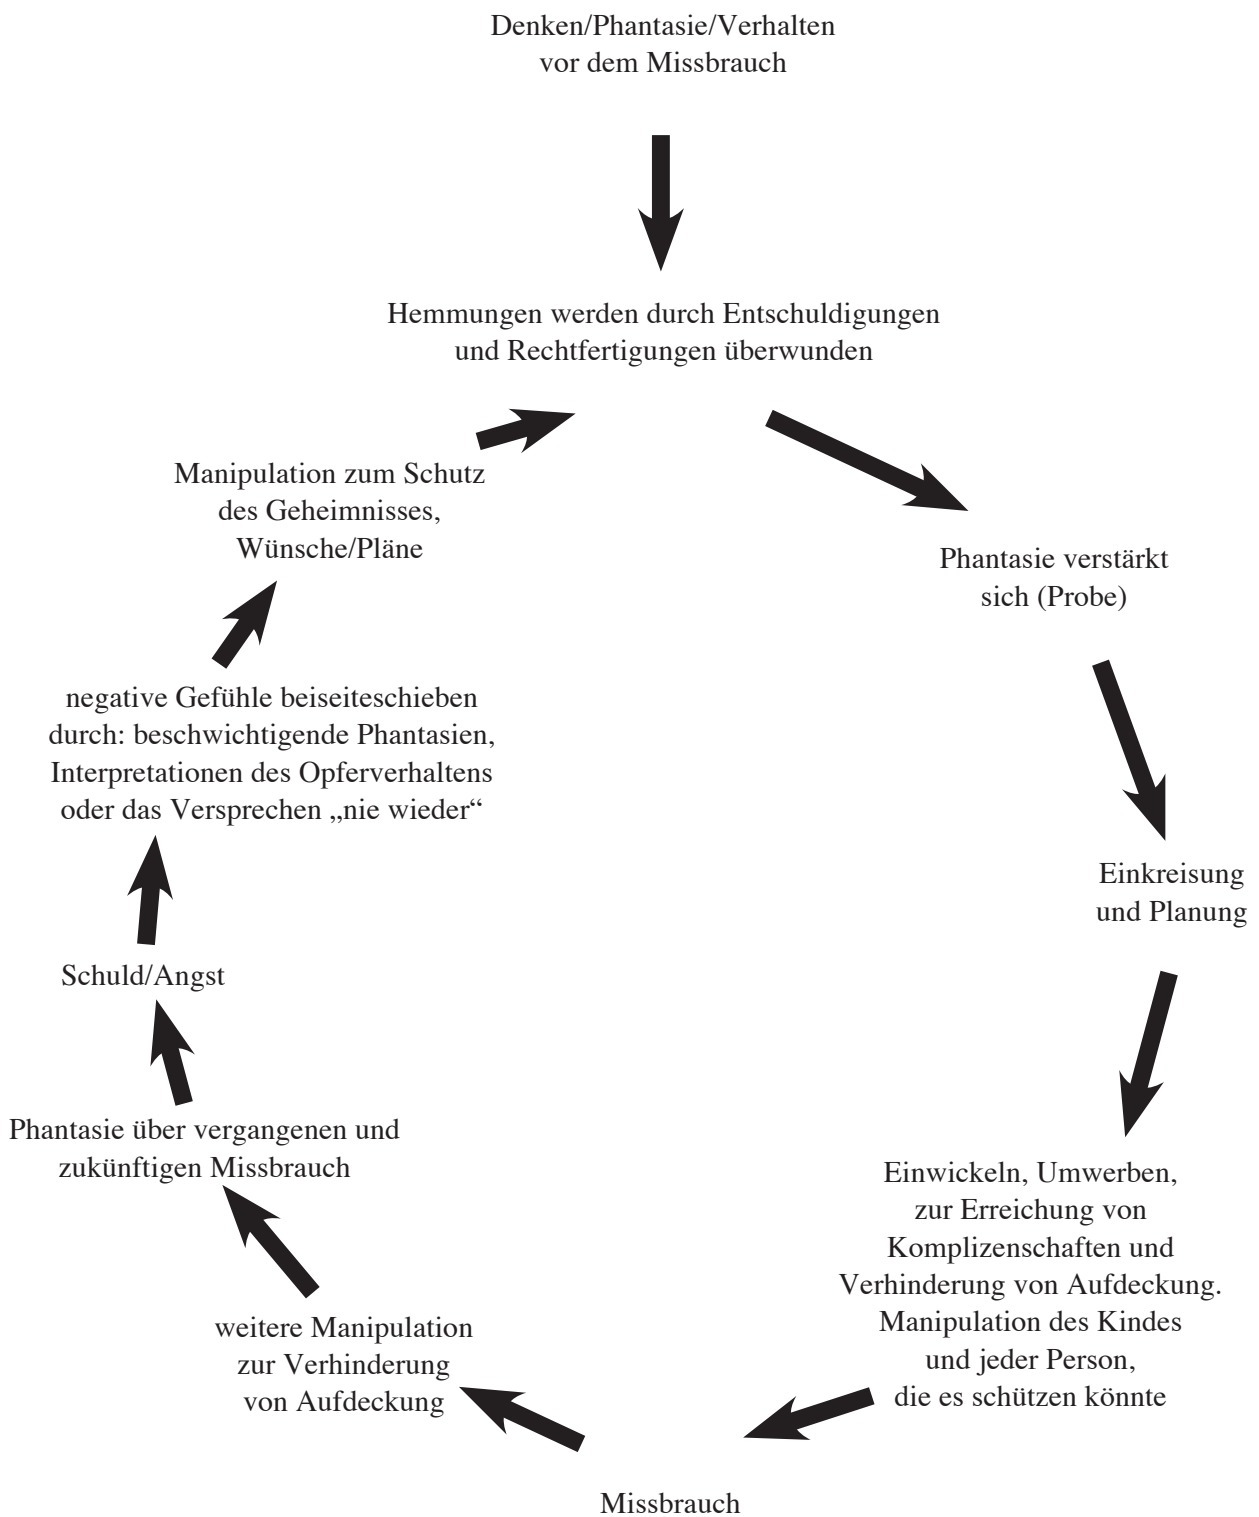 Denken/Phantasie/Verhalten
vor dem Missbrauch
Hemmungen werden durch Entschuldigungen
und Rechtfertigungen überwunden
Phantasie verstärkt
sich (Probe)
Einkreisung
und Planung
Einwickeln, Umwerben,
zur Erreichung von
Komplizenschaften und
Verhinderung von Aufdeckung.
Manipulation des Kindes
und jeder Person,
die es schützen könnte
Missbrauch
weitere Manipulation
zur Verhinderung
von Aufdeckung
Phantasie über vergangenen und
zukünftigen Missbrauch
Schuld/Angst
negative Gefühle beiseiteschieben
durch: beschwichtigende Phantasien,
Interpretationen des Opferverhaltens
oder das Versprechen „nie wieder“
Manipulation zum Schutz
des Geheimnisses,
Wünsche/Pläne